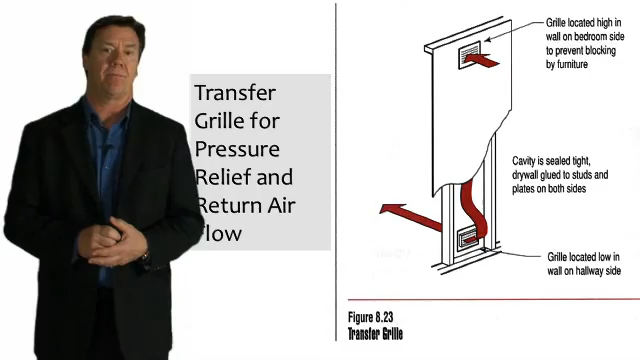 Transfer
Grille for
Pressure
Relief and
Return Air
Flow
Grille located high in
wall on bedroom side
to prevent blocking
by furniture
Cavity is sealed tight,
drywall glued to studs and
plates on both sides
Grille located low in
wall on hallway side
Figure 8.23
Transfer Grille